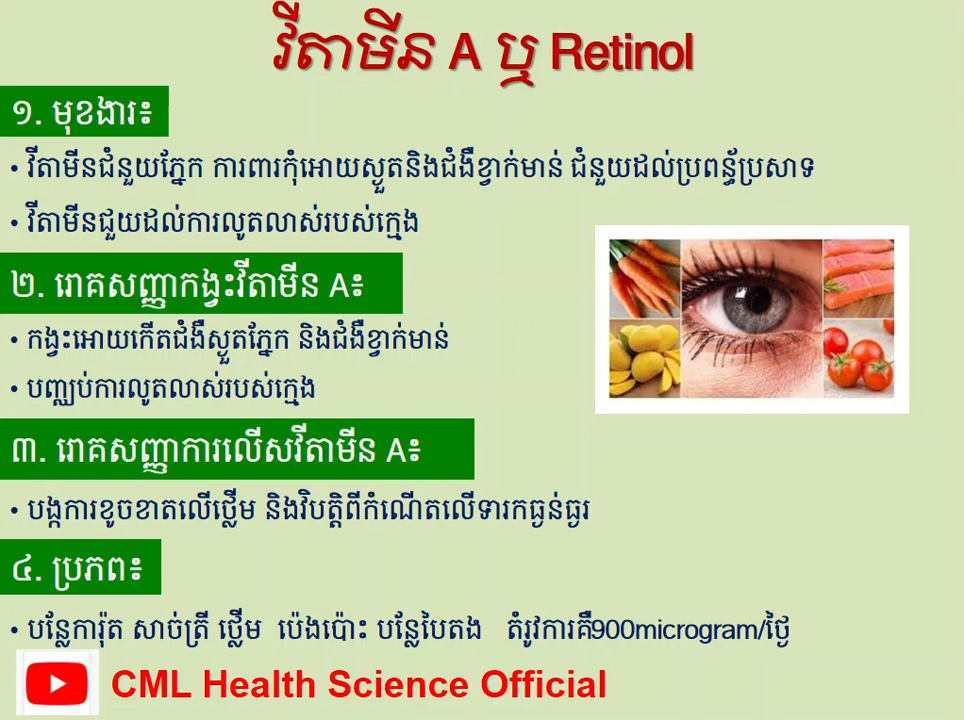 វីតាមីន A ឬ Retinol
១. មុខងារ៖
• វីតាមីនជំនួយភ្នែក ការពារកុំអោយស្ងួតនិងជំងឺខ្វាក់មាន់ ជំនួយដល់ប្រពន្ធ័ប្រសាទ
• វីតាមីនជួយដល់ការលូតលាស់របស់ក្មេង
២. រោគសញ្ញាកង្វះវីតាមីន A៖
• កង្វះអោយកើតជំងឺស្ងួតភ្នែក និងជំងឺខ្វាក់មាន់
• បញ្ឈប់ការលូតលាស់របស់ក្មេង
៣. រោគសញ្ញាការលើសវីតាមីន A៖
• បង្កការខូចខាតលើថ្លើម និងវិបត្តិពីកំណើតលើទារកធ្ងន់ធ្ងរ
៤. ប្រភព៖
• បន្លែការ៉ុត សាច់ត្រី ថ្លើម ប៉េងប៉ោះ បន្លែបៃតង តំរូវការគឺ900microgram/ថ្ងៃ
CML Health Science Official